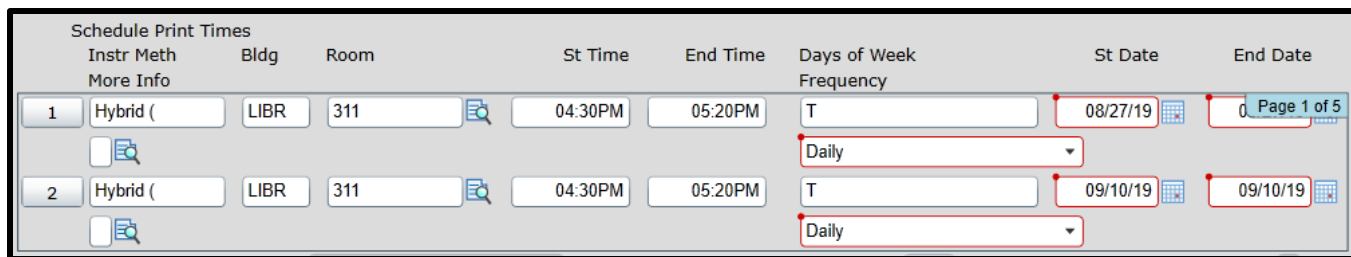 Schedule Print Times
Instr Meth Bldg Room St Time End Time Days of Week St Date End Date
More Info Frequency
1 Hybrid ( LIBR 311 04:30PM 05:20PM T 08/27/19 Page 1 of 5
Daily
2 Hybrid ( LIBR 311 04:30PM 05:20PM T 09/10/19 09/10/19
Daily